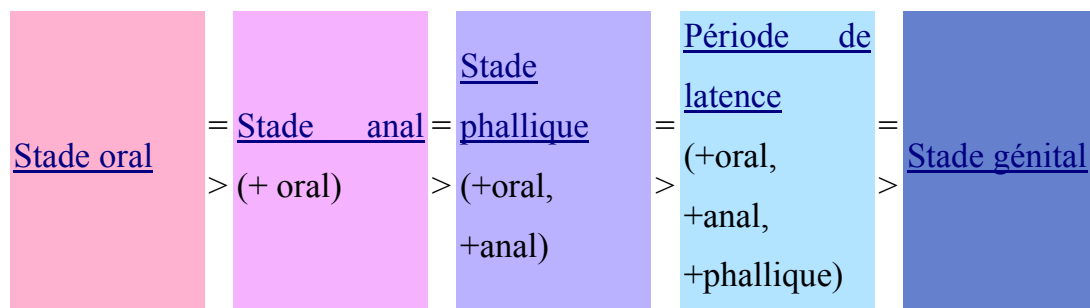 Stade oral
=
>
Stade anal
(+ oral)
=
>
Stade
phallique
(+oral,
+anal)
=
>
Période de
latence
(+oral,
+anal,
+phallique)
=
>
Stade génital